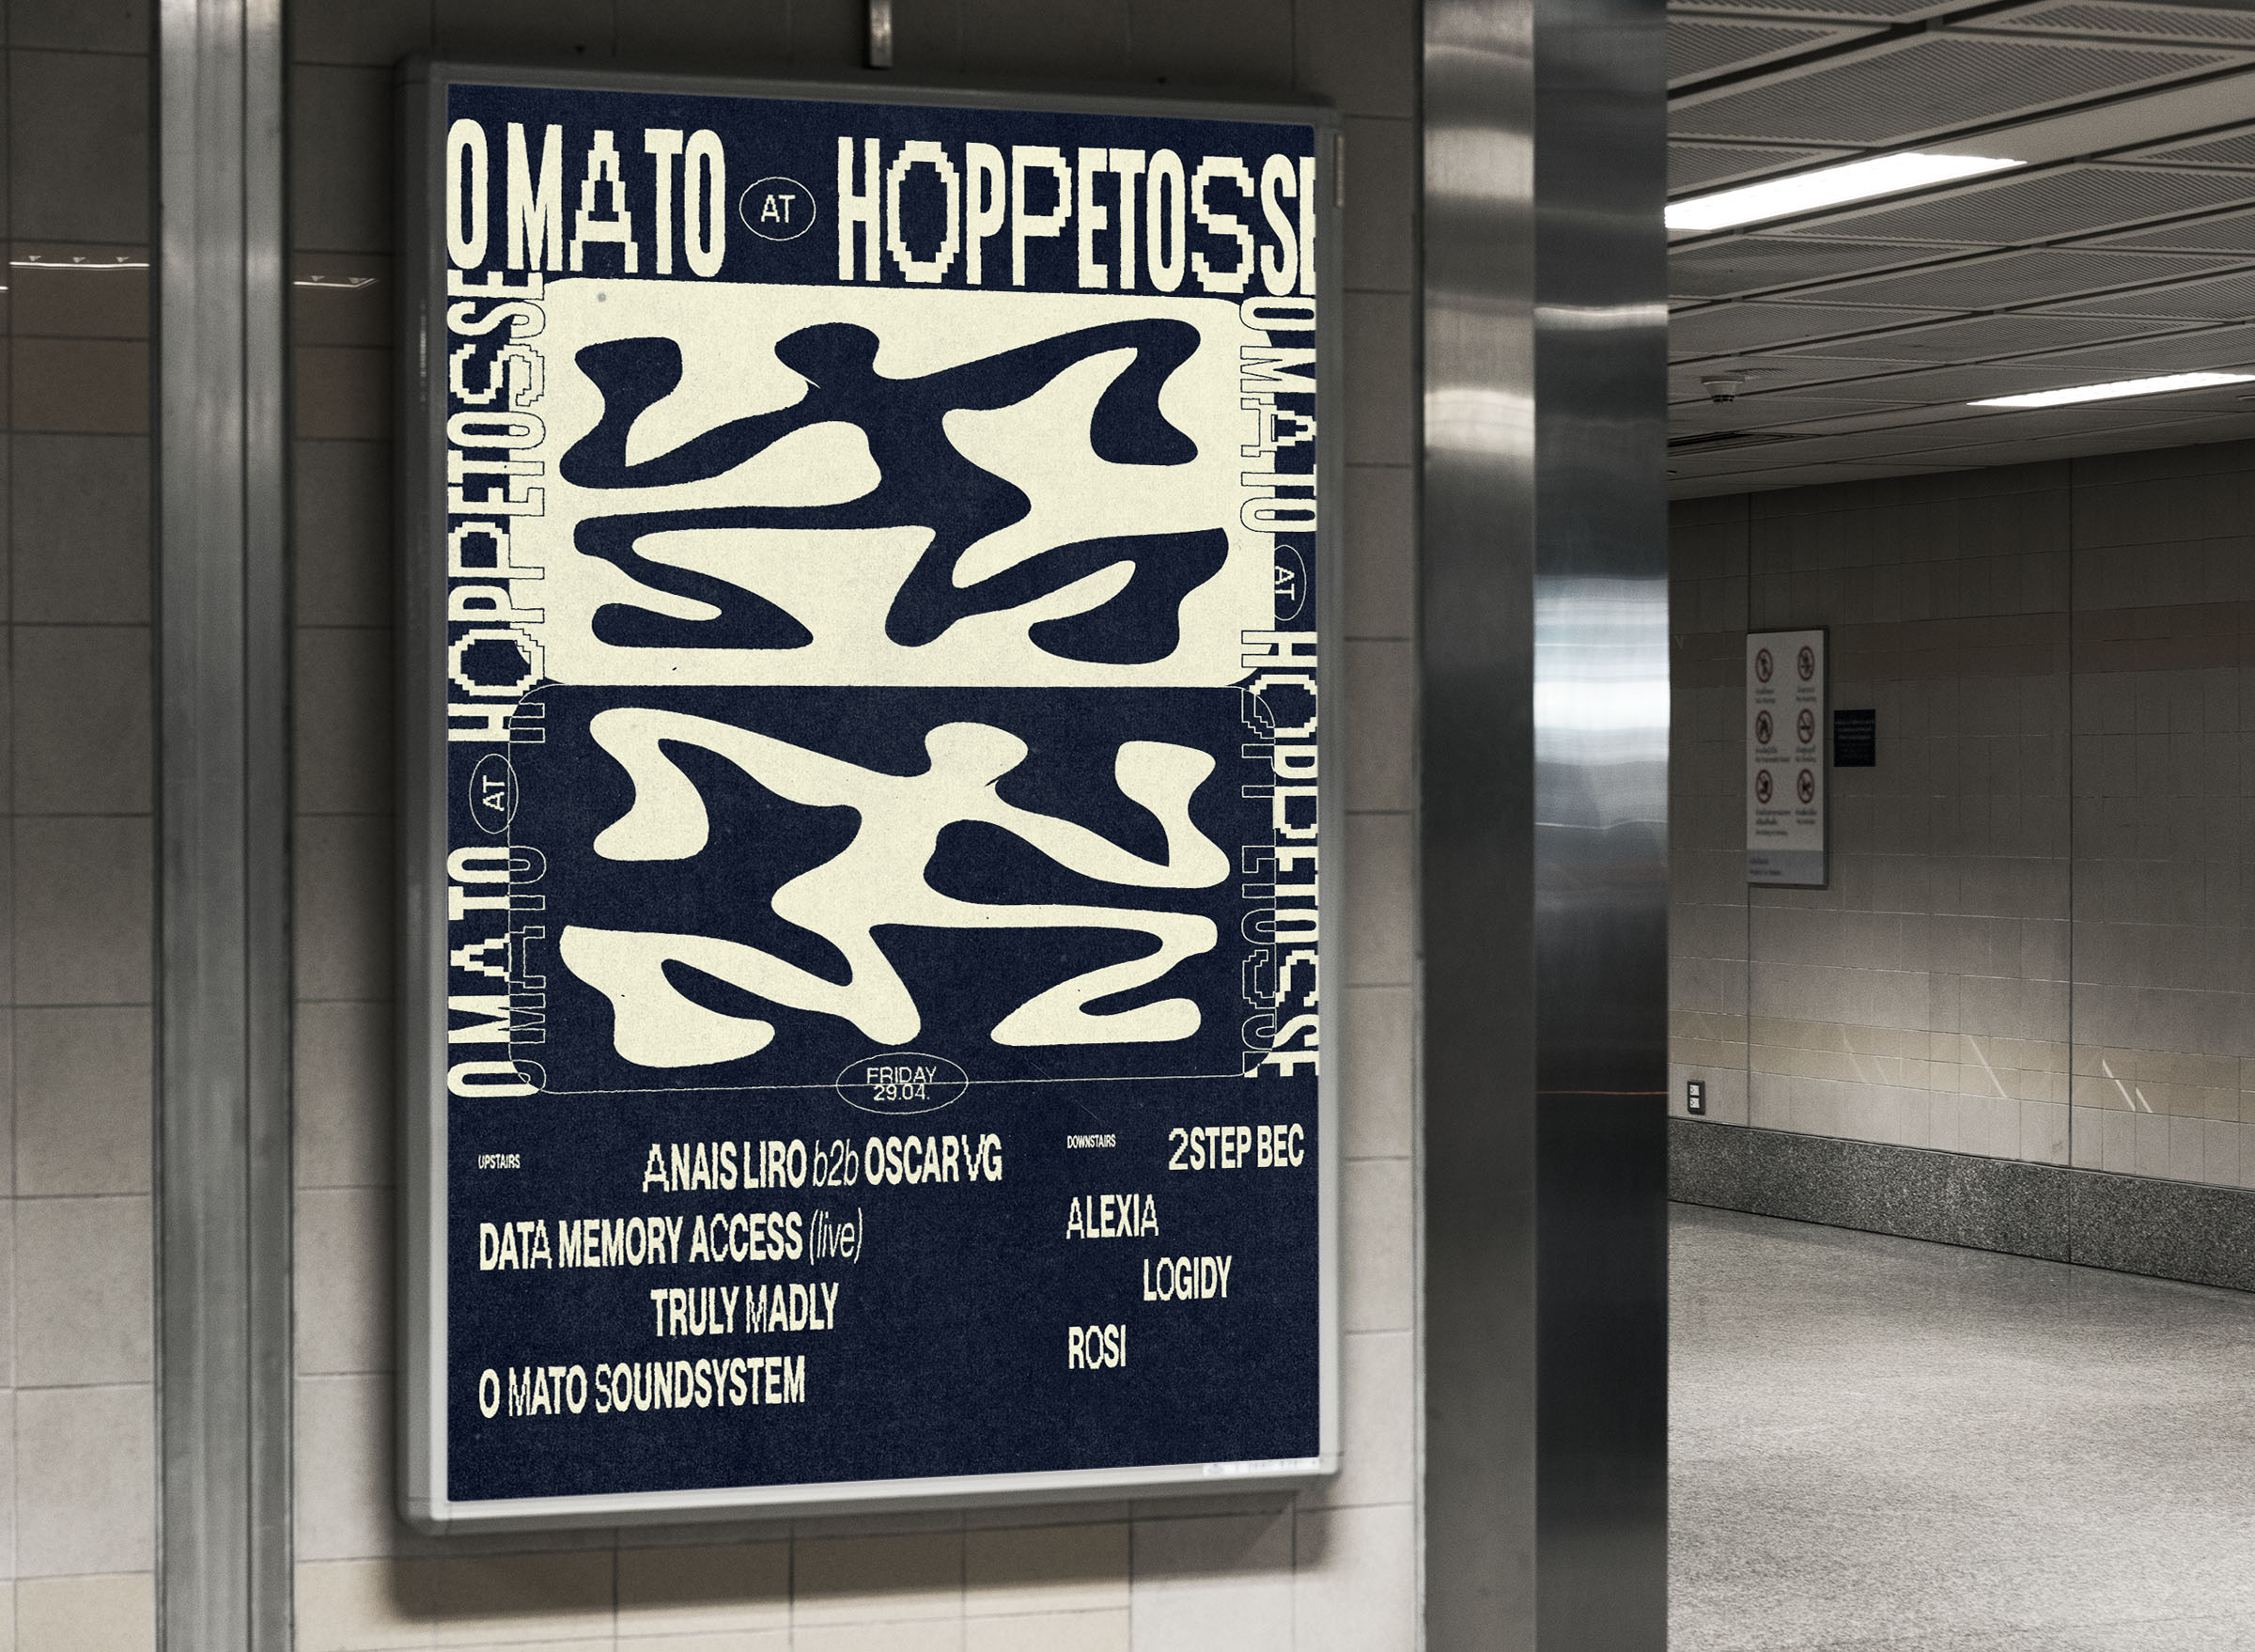 O MATO AT HOPPETOSSE
O MATO AT HOPPETOSSE
O MATO AT HOPPETOSSE
FRIDAY
29.04.
UPSTAIRS
ANAIS LIRO b2b OSCAR VG
DATA MEMORY ACCESS (live)
TRULY MADLY
O MATO SOUNDSYSTEM
DOWNSTAIRS
2STEP BEC
ALEXIA
LOGIDY
ROSI